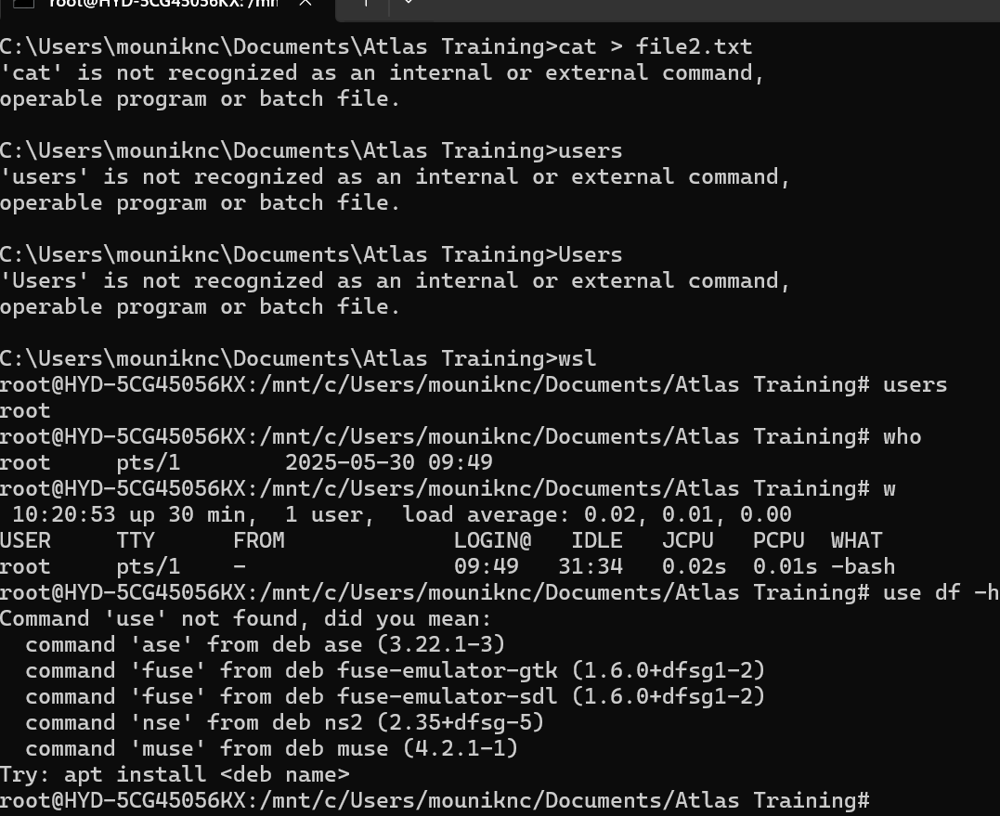 root@HYD-5CG45056KX: /mn
C:\Users\mouniknc\Documents\Atlas Training>cat > file2.txt
'cat' is not recognized as an internal or external command,
operable program or batch file.
C:\Users\mouniknc\Documents\Atlas Training>users
'users' is not recognized as an internal or external command,
operable program or batch file.
C:\Users\mouniknc\Documents\Atlas Training>Users
'Users' is not recognized as an internal or external command,
operable program or batch file.
C:\Users\mouniknc\Documents\Atlas Training>wsl
root@HYD-5CG45056KX:/mnt/c/Users/mouniknc/Documents/Atlas Training# users
root
root@HYD-5CG45056KX:/mnt/c/Users/mouniknc/Documents/Atlas Training# who
root     pts/1        2025-05-30 09:49
root@HYD-5CG45056KX:/mnt/c/Users/mouniknc/Documents/Atlas Training# w
 10:20:53 up 30 min,  1 user,  load average: 0.02, 0.01, 0.00
USER     TTY      FROM             LOGIN@   IDLE   JCPU   PCPU  WHAT
root     pts/1    -                09:49   31:34   0.02s  0.01s -bash
root@HYD-5CG45056KX:/mnt/c/Users/mouniknc/Documents/Atlas Training# use df -h
Command 'use' not found, did you mean:
  command 'ase' from deb ase (3.22.1-3)
  command 'fuse' from deb fuse-emulator-gtk (1.6.0+dfsg1-2)
  command 'fuse' from deb fuse-emulator-sdl (1.6.0+dfsg1-2)
  command 'nse' from deb ns2 (2.35+dfsg-5)
  command 'muse' from deb muse (4.2.1-1)
Try: apt install <deb name>
root@HYD-5CG45056KX:/mnt/c/Users/mouniknc/Documents/Atlas Training#